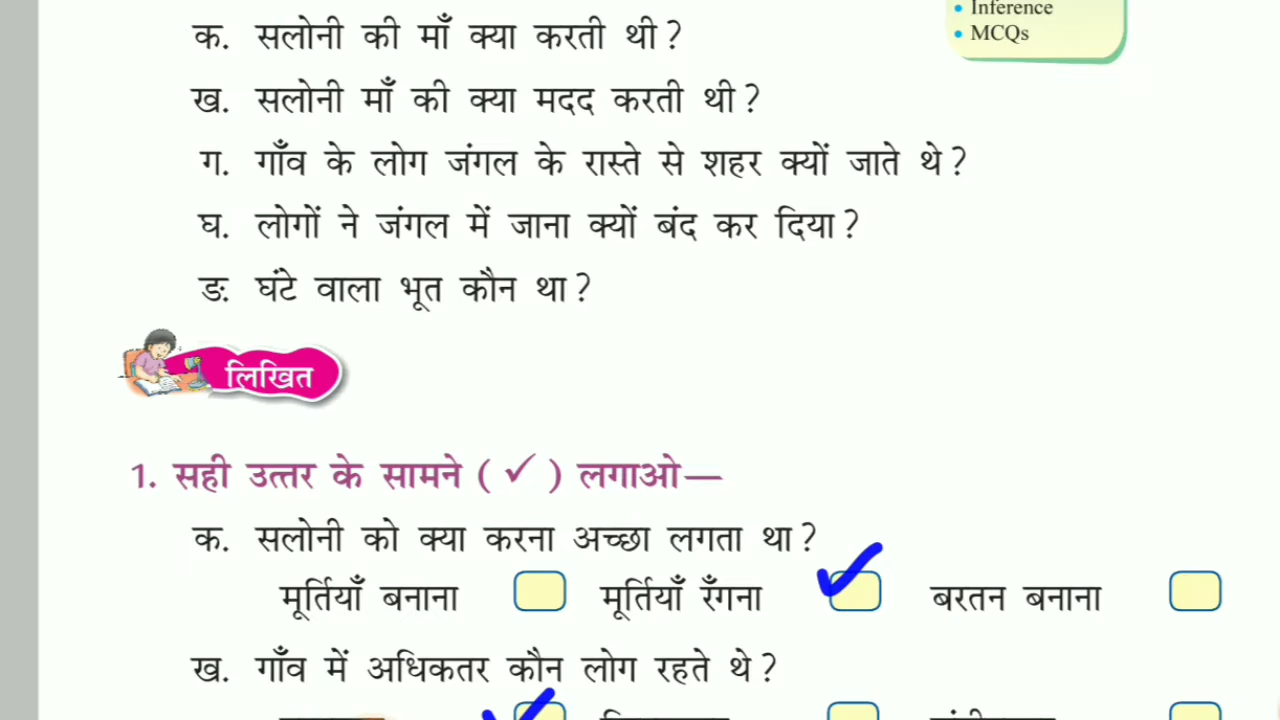 • Inference
• MCQs
क. सलोनी की माँ क्या करती थी?
ख. सलोनी माँ की क्या मदद करती थी?
ग. गाँव के लोग जंगल के रास्ते से शहर क्यों जाते थे?
घ. लोगों ने जंगल में जाना क्यों बंद कर दिया?
ङ. घंटे वाला भूत कौन था?
लिखित
1. सही उत्तर के सामने ( ✓ ) लगाओ—
क. सलोनी को क्या करना अच्छा लगता था?
मूर्तियाँ बनाना मूर्तियाँ रँगना ✓ बरतन बनाना
ख. गाँव में अधिकतर कौन लोग रहते थे?